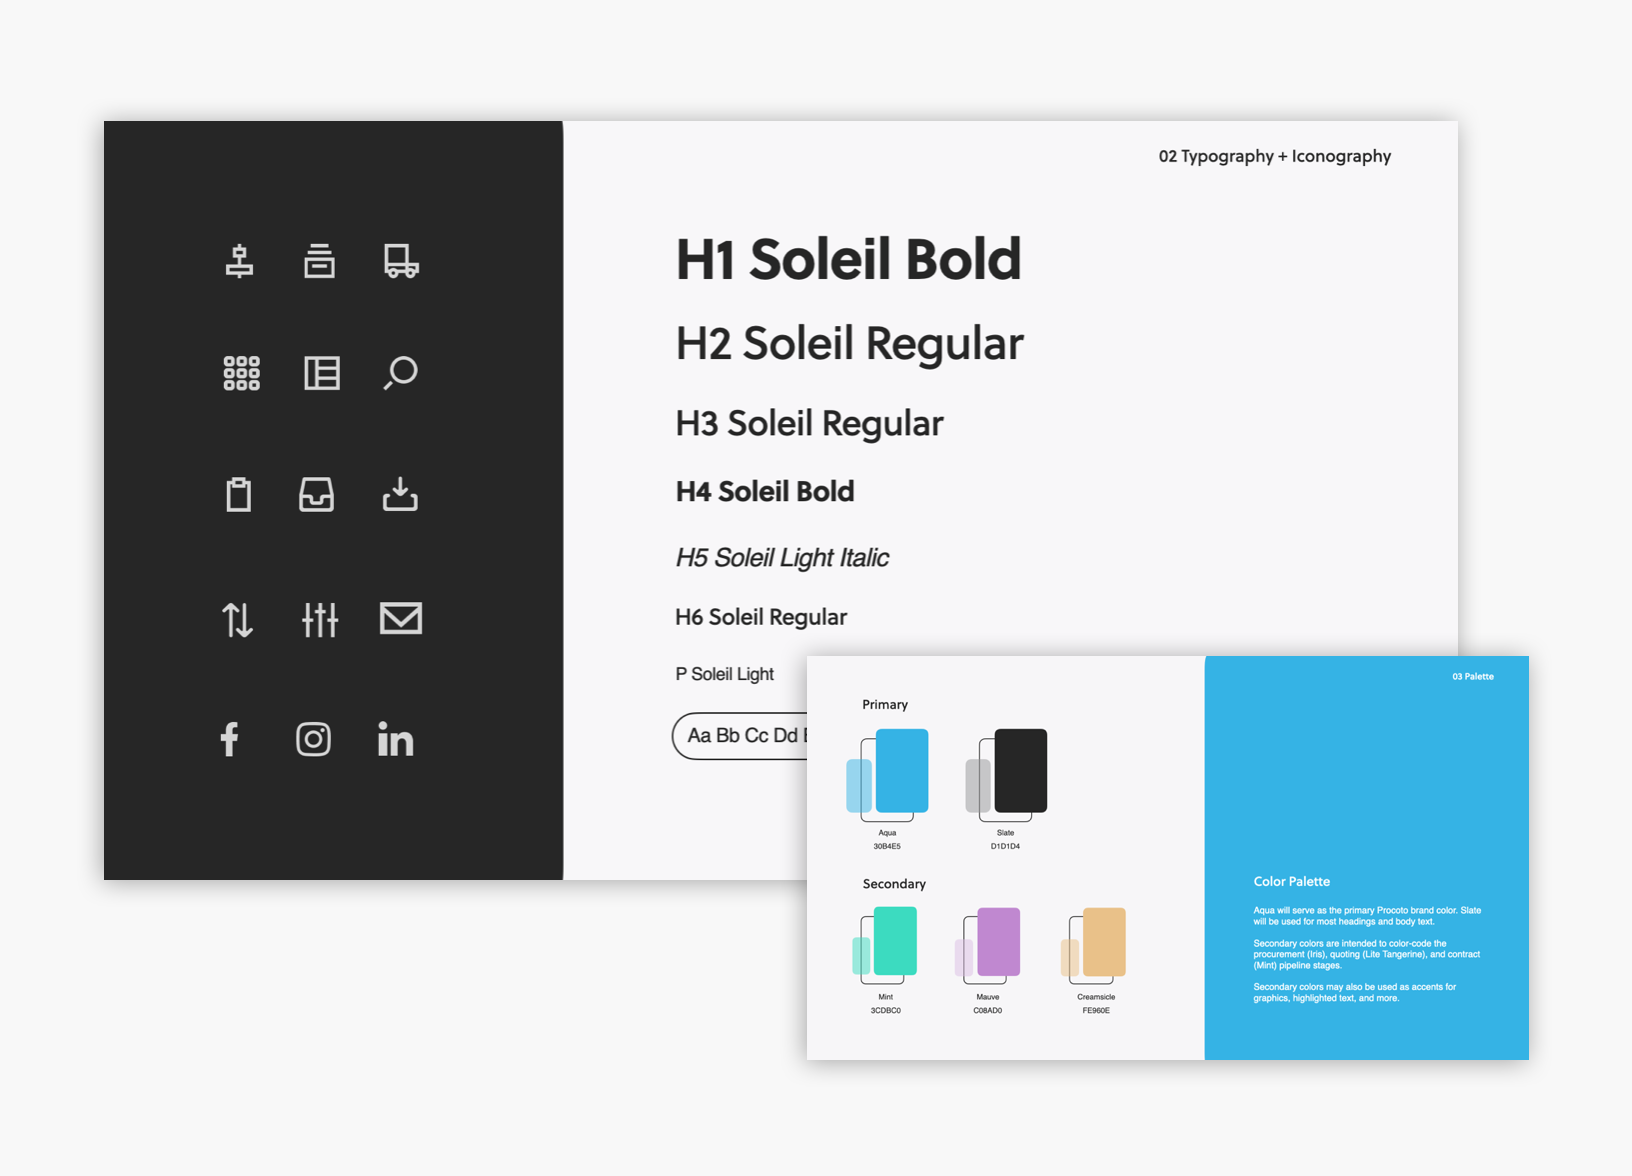 02 Typography + Iconography
H1 Soleil Bold
H2 Soleil Regular
H3 Soleil Regular
H4 Soleil Bold
H5 Soleil Light Italic
H6 Soleil Regular
P Soleil Light
Aa Bb Cc Dd
03 Palette
Primary
Aqua
30B4E5
Slate
D1D1D4
Secondary
Mint
3CDBC0
Mauve
C08AD0
Creamsicle
FE960E
Color Palette
Aqua will serve as the primary Procoto brand color. Slate
will be used for most headings and body text.
Secondary colors are intended to color-code the
procurement (Iris), quoting (Lite Tangerine), and contract
(Mint) pipeline stages.
Secondary colors may also be used as accents for
graphics, highlighted text, and more.